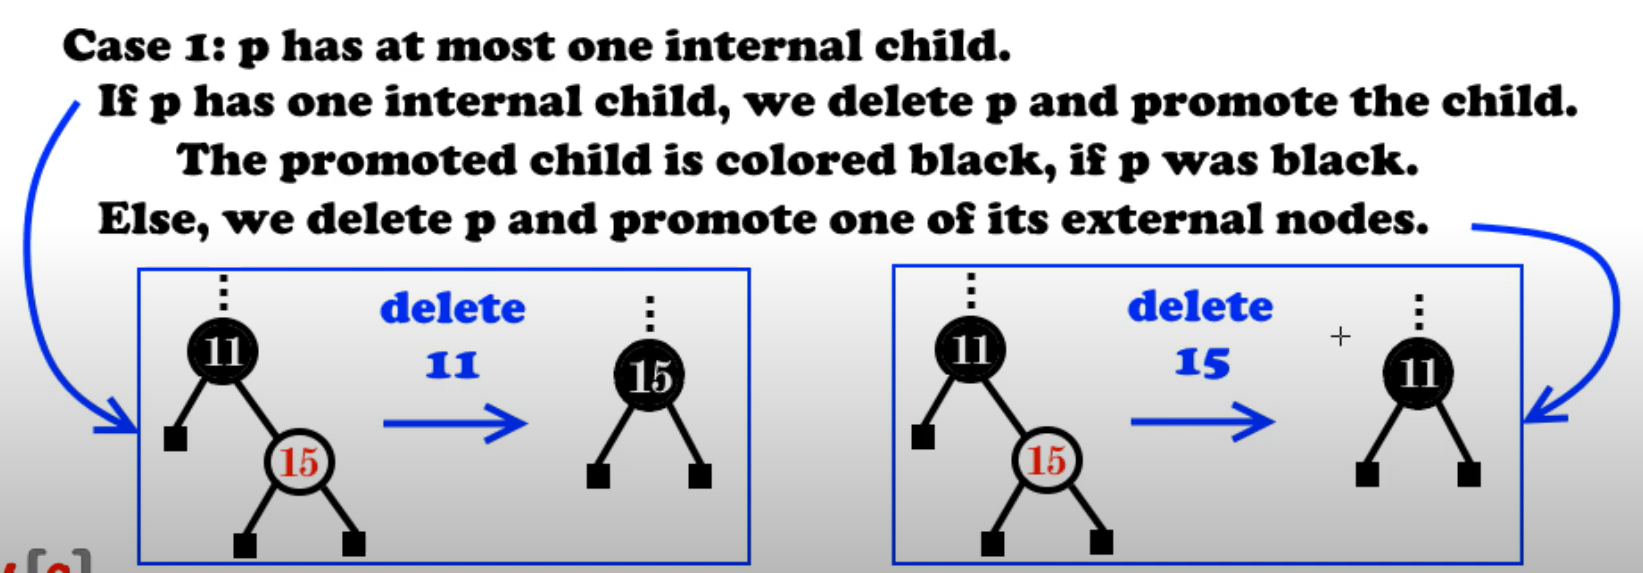 Case 1: p has at most one internal child.
If p has one internal child, we delete p and promote the child.
The promoted child is colored black, if p was black.
Else, we delete p and promote one of its external nodes.
delete
11
11
15
15
delete
15
11
11
15